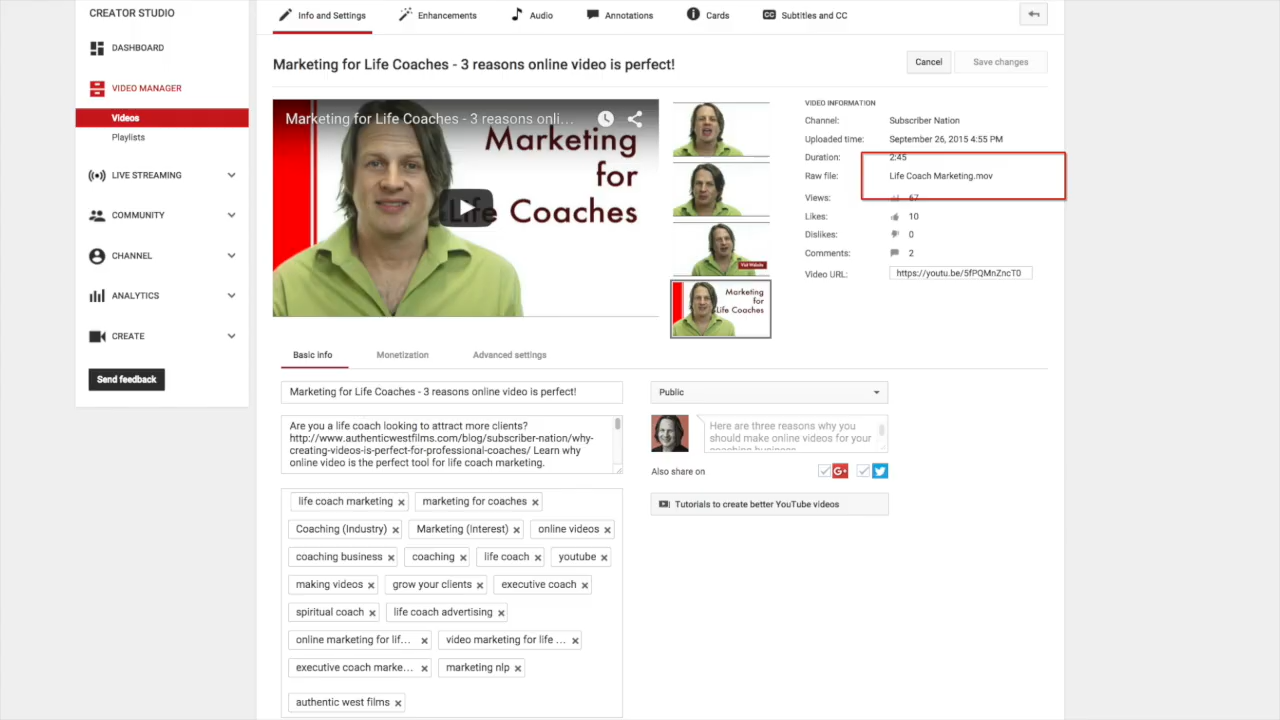 CREATOR STUDIO
DASHBOARD
VIDEO MANAGER
Videos
Playlists
LIVE STREAMING
COMMUNITY
CHANNEL
ANALYTICS
CREATE
Send feedback
Info and Settings
Enhancements
Audio
Annotations
Cards
CC Subtitles and CC
Marketing for Life Coaches - 3 reasons online video is perfect!
Cancel
Save changes
Marketing for Life Coaches - 3 reasons onli...
Marketing
for
Life Coaches
Visit Website
Marketing
for
Life Coaches
VIDEO INFORMATION
Channel: Subscriber Nation
Uploaded time: September 26, 2015 4:55 PM
Duration: 2:45
Raw file: Life Coach Marketing.mov
Views: 67
Likes: 10
Dislikes: 0
Comments: 2
Video URL: https://youtu.be/5fPQMnZncT0
Basic info
Monetization
Advanced settings
Marketing for Life Coaches - 3 reasons online video is perfect!
Are you a life coach looking to attract more clients?
http://www.authenticwestfilms.com/blog/subscriber-nation/why-
creating-videos-is-perfect-for-professional-coaches/ Learn why
online video is the perfect tool for life coach marketing.
life coach marketing x marketing for coaches x
Coaching (Industry) x Marketing (Interest) x online videos x
coaching business x coaching x life coach x youtube x
making videos x grow your clients x executive coach x
spiritual coach x life coach advertising x
online marketing for lif... x video marketing for life ... x
executive coach marke... x marketing nlp x
authentic west films x
Public
Here are three reasons why you
should make online videos for your
coaching business
Also share on G+
Tutorials to create better YouTube videos